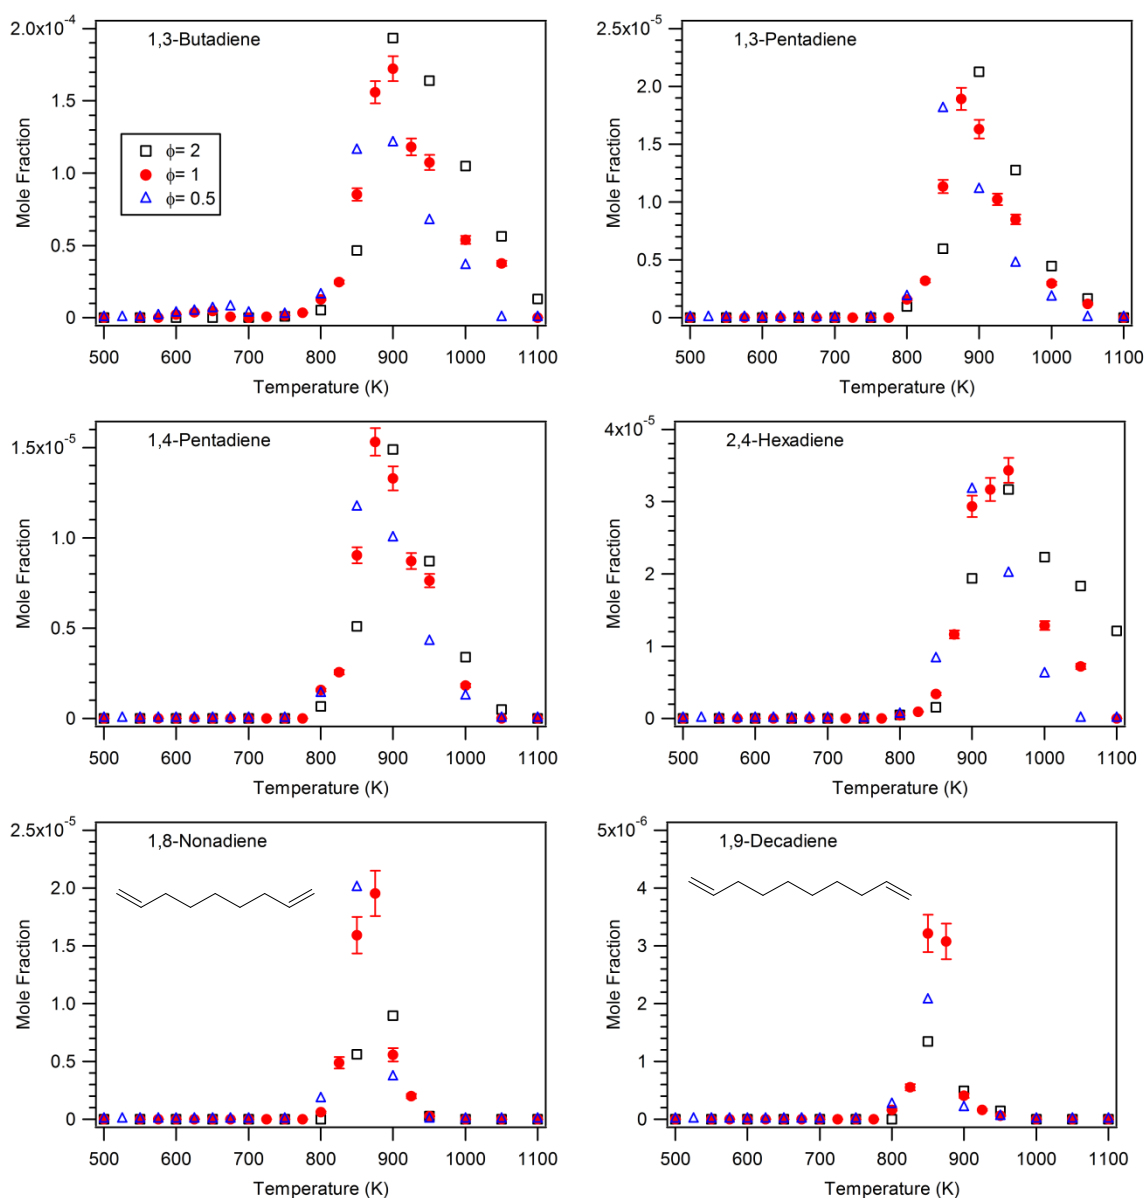 1,3-Butadiene
2.0x10-4
1.5
1.0
0.5
0
Mole Fraction
ϕ= 2
ϕ= 1
ϕ= 0.5
500 600 700 800 900 1000 1100
Temperature (K)
1,3-Pentadiene
2.5x10-5
2.0
1.5
1.0
0.5
0
Mole Fraction
500 600 700 800 900 1000 1100
Temperature (K)
1,4-Pentadiene
1.5x10-5
1.0
0.5
0
Mole Fraction
500 600 700 800 900 1000 1100
Temperature (K)
2,4-Hexadiene
4x10-5
3
2
1
0
Mole Fraction
500 600 700 800 900 1000 1100
Temperature (K)
1,8-Nonadiene
2.5x10-5
2.0
1.5
1.0
0.5
0
Mole Fraction
500 600 700 800 900 1000 1100
Temperature (K)
1,9-Decadiene
5x10-6
4
3
2
1
0
Mole Fraction
500 600 700 800 900 1000 1100
Temperature (K)